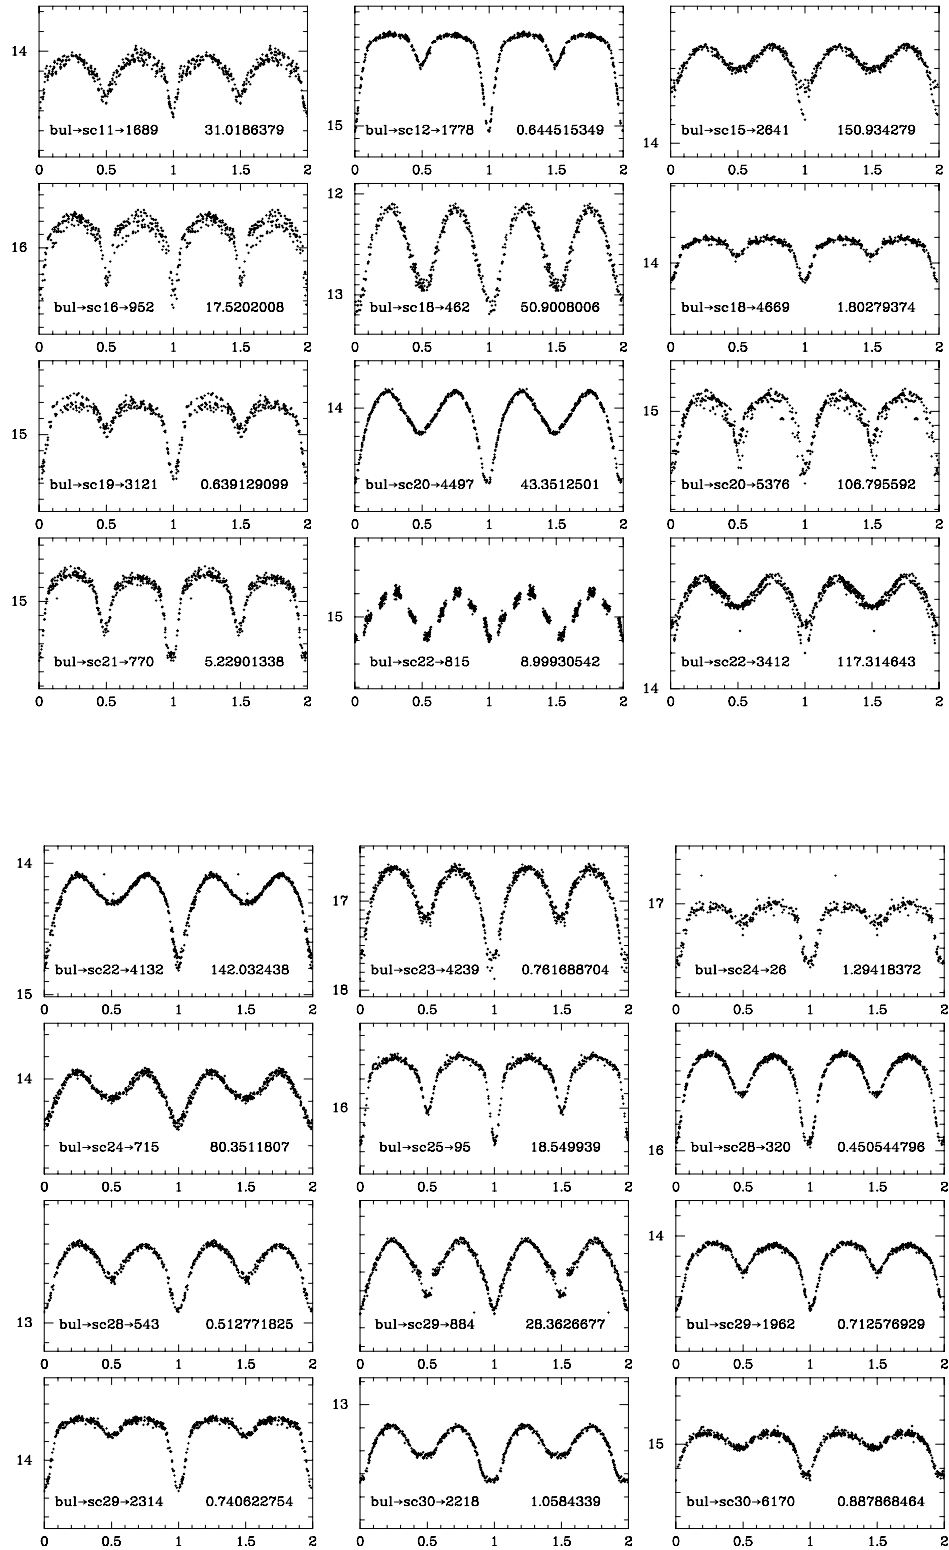 14
bul→sc11→1689 31.0186379
15
bul→sc12→1778 0.644515349
14
bul→sc15→2641 150.934279
0 0.5 1 1.5 2
0 0.5 1 1.5 2
0 0.5 1 1.5 2
16
bul→sc16→952 17.5202008
12
13
bul→sc18→462 50.9008006
14
bul→sc18→4669 1.80279374
0 0.5 1 1.5 2
0 0.5 1 1.5 2
0 0.5 1 1.5 2
15
bul→sc19→3121 0.639129099
14
bul→sc20→4497 43.3512501
15
bul→sc20→5376 106.795592
0 0.5 1 1.5 2
0 0.5 1 1.5 2
0 0.5 1 1.5 2
15
bul→sc21→770 5.22901338
15
bul→sc22→815 8.99930542
14
bul→sc22→3412 117.314643
0 0.5 1 1.5 2
0 0.5 1 1.5 2
0 0.5 1 1.5 2
14
15
bul→sc22→4132 142.032438
17
18
bul→sc23→4239 0.761688704
17
bul→sc24→26 1.29418372
0 0.5 1 1.5 2
0 0.5 1 1.5 2
0 0.5 1 1.5 2
14
bul→sc24→715 80.3511807
16
bul→sc25→95 18.549939
16
bul→sc28→320 0.450544796
0 0.5 1 1.5 2
0 0.5 1 1.5 2
0 0.5 1 1.5 2
13
bul→sc28→543 0.512771825
bul→sc29→884 28.3626677
14
bul→sc29→1962 0.712576929
0 0.5 1 1.5 2
0 0.5 1 1.5 2
0 0.5 1 1.5 2
14
bul→sc29→2314 0.740622754
13
bul→sc30→2218 1.0584339
15
bul→sc30→6170 0.887868464
0 0.5 1 1.5 2
0 0.5 1 1.5 2
0 0.5 1 1.5 2